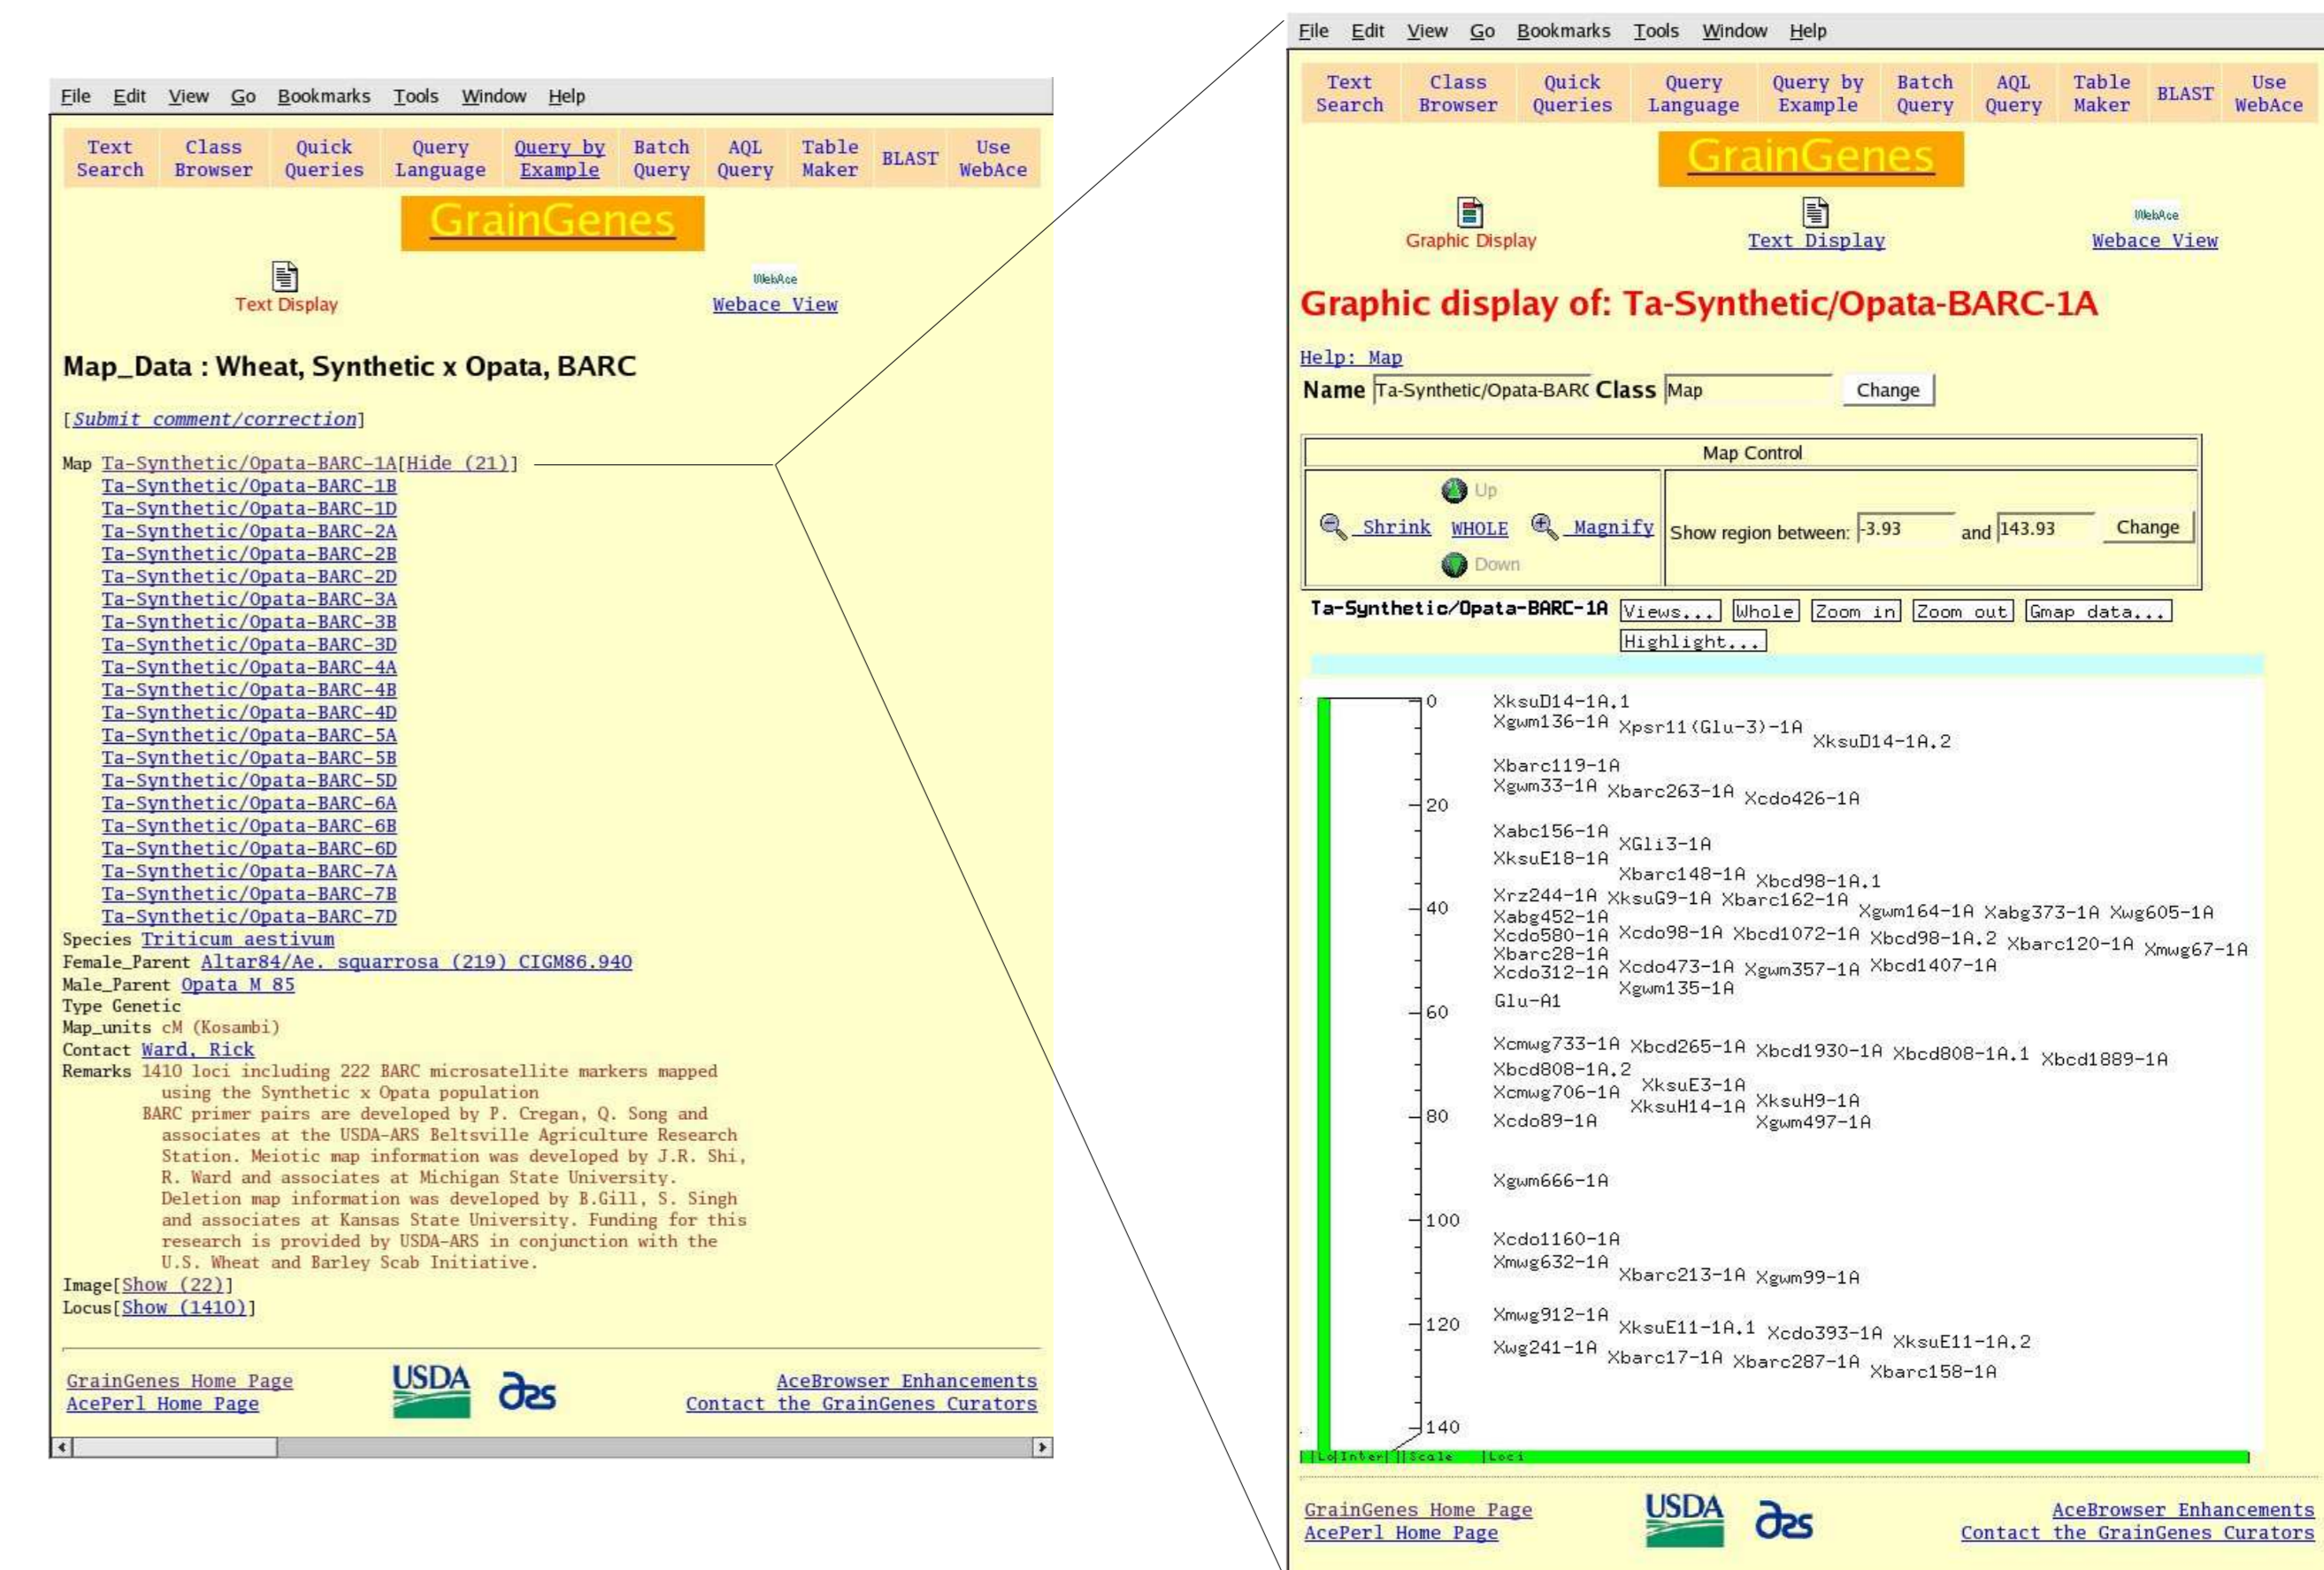 File Edit View Go Bookmarks Tools Window Help
Text Search Class Browser Quick Queries Query Language Query by Example Batch Query AQL Query Table Maker BLAST Use WebAce
GrainGenes
WebAce
Text Display Webace View
Map_Data : Wheat, Synthetic x Opata, BARC
[Submit comment/correction]
Map Ta-Synthetic/Opata-BARC-1A[Hide (21)]
Ta-Synthetic/Opata-BARC-1B
Ta-Synthetic/Opata-BARC-1D
Ta-Synthetic/Opata-BARC-2A
Ta-Synthetic/Opata-BARC-2B
Ta-Synthetic/Opata-BARC-2D
Ta-Synthetic/Opata-BARC-3A
Ta-Synthetic/Opata-BARC-3B
Ta-Synthetic/Opata-BARC-3D
Ta-Synthetic/Opata-BARC-4A
Ta-Synthetic/Opata-BARC-4B
Ta-Synthetic/Opata-BARC-4D
Ta-Synthetic/Opata-BARC-5A
Ta-Synthetic/Opata-BARC-5B
Ta-Synthetic/Opata-BARC-5D
Ta-Synthetic/Opata-BARC-6A
Ta-Synthetic/Opata-BARC-6B
Ta-Synthetic/Opata-BARC-6D
Ta-Synthetic/Opata-BARC-7A
Ta-Synthetic/Opata-BARC-7B
Ta-Synthetic/Opata-BARC-7D
Species Triticum aestivum
Female_Parent Altar84/Ae. squarrosa (219) CIGM86.940
Male_Parent Opata M 85
Type Genetic
Map_units cM (Kosambi)
Contact Ward, Rick
Remarks 1410 loci including 222 BARC microsatellite markers mapped
using the Synthetic x Opata population
BARC primer pairs are developed by P. Cregan, Q. Song and
associates at the USDA-ARS Beltsville Agriculture Research
Station. Meiotic map information was developed by J.R. Shi,
R. Ward and associates at Michigan State University.
Deletion map information was developed by B.Gill, S. Singh
and associates at Kansas State University. Funding for this
research is provided by USDA-ARS in conjunction with the
U.S. Wheat and Barley Scab Initiative.
Image[Show (22)]
Locus[Show (1410)]
GrainGenes Home Page USDA ars AceBrowser Enhancements
AcePerl Home Page Contact the GrainGenes Curators
File Edit View Go Bookmarks Tools Window Help
Text Search Class Browser Quick Queries Query Language Query by Example Batch Query AQL Query Table Maker BLAST Use WebAce
GrainGenes
WebAce
Graphic Display Text Display Webace View
Graphic display of: Ta-Synthetic/Opata-BARC-1A
Help: Map
Name Ta-Synthetic/Opata-BARC Class Map Change
Map Control
Up
Shrink WHOLE Magnify Show region between: -3.93 and 143.93 Change
Down
Ta-Synthetic/Opata-BARC-1A Views... Whole Zoom in Zoom out Gmap data...
Highlight...
0 XksuD14-1A.1
Xgwm136-1A Xpsr11(Glu-3)-1A
XksuD14-1A.2
Xbarc119-1A
Xgwm33-1A Xbarc263-1A Xcdo426-1A
20
Xabc156-1A
XGli3-1A
XksuE18-1A
Xbarc148-1A Xbcd98-1A.1
Xrz244-1A XksuG9-1A Xbarc162-1A
40 Xgwm164-1A Xabg373-1A Xwg605-1A
Xabg452-1A
Xcdo580-1A Xcdo98-1A Xbcd1072-1A Xbcd98-1A.2 Xbarc120-1A Xmwg67-1A
Xbarc28-1A
Xcdo312-1A Xcdo473-1A Xgwm357-1A Xbcd1407-1A
Xgwm135-1A
Glu-A1
60
Xcmwg733-1A Xbcd265-1A Xbcd1930-1A Xbcd808-1A.1 Xbcd1889-1A
Xbcd808-1A.2
XksuE3-1A
Xcmwg706-1A XksuH9-1A
XksuH14-1A
80 Xcdo89-1A Xgwm497-1A
Xgwm666-1A
100
Xcdo1160-1A
Xmwg632-1A
Xbarc213-1A Xgwm99-1A
Xmwg912-1A
120 XksuE11-1A.1 Xcdo393-1A XksuE11-1A.2
Xwg241-1A Xbarc17-1A Xbarc287-1A
Xbarc158-1A
140
Lo Inter Scale Loci
GrainGenes Home Page USDA ars AceBrowser Enhancements
AcePerl Home Page Contact the GrainGenes Curators